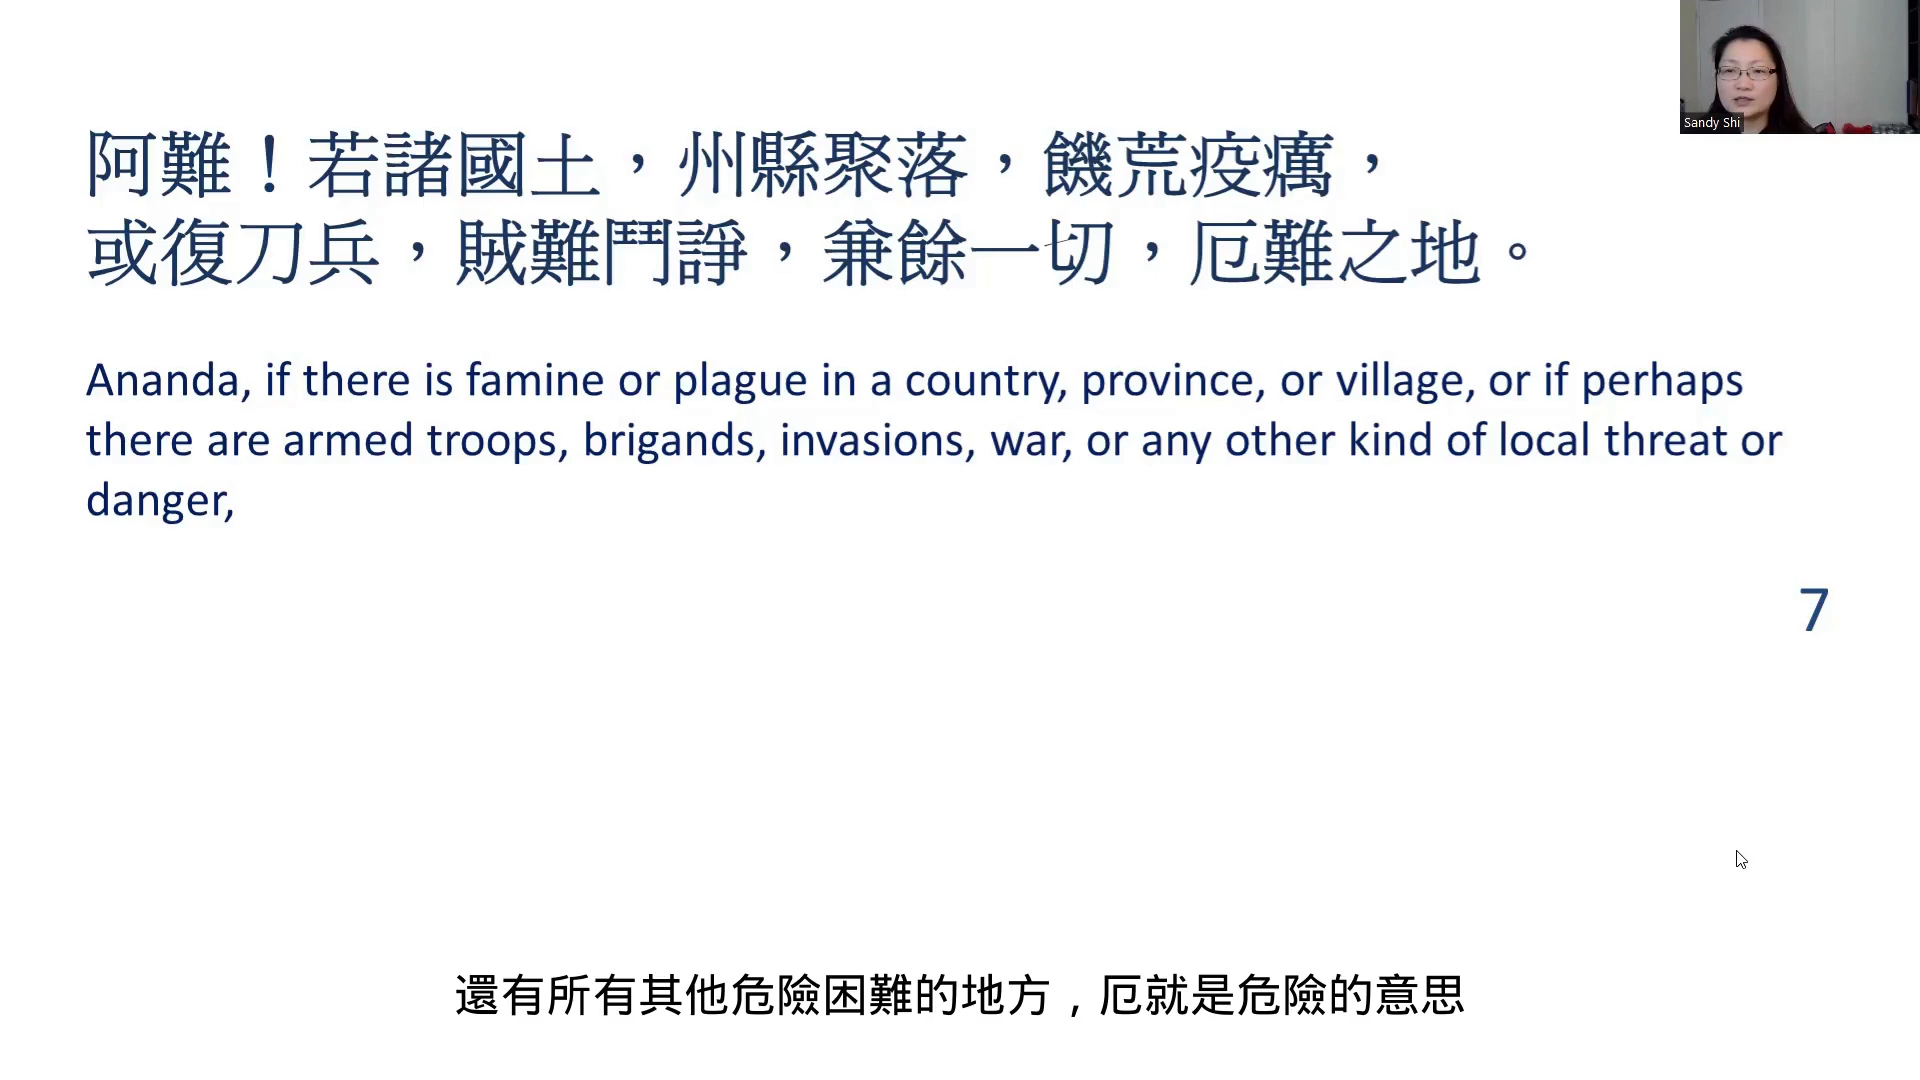 Sandy Shi
阿難！若諸國土，州縣聚落，饑荒疫癘，
或復刀兵，賊難鬥諍，兼餘一切，厄難之地。
Ananda, if there is famine or plague in a country, province, or village, or if perhaps
there are armed troops, brigands, invasions, war, or any other kind of local threat or
danger,
7
還有所有其他危險困難的地方，厄就是危險的意思